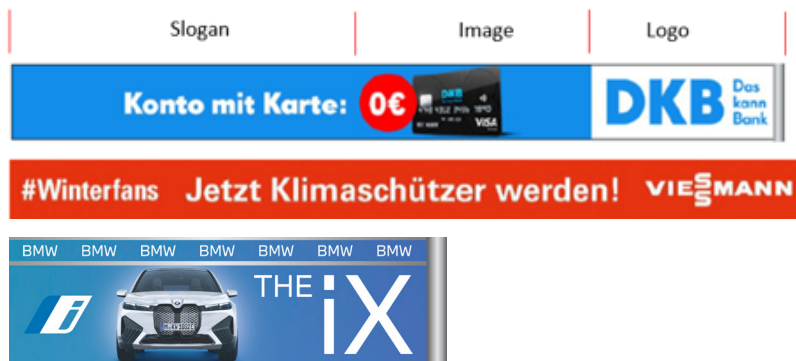 Slogan Image Logo
Konto mit Karte: 0€ DKB VISA DKB Das kann Bank
#Winterfans Jetzt Klimaschützer werden! VIESSMANN
BMW BMW BMW BMW BMW BMW BMW
i THE iX